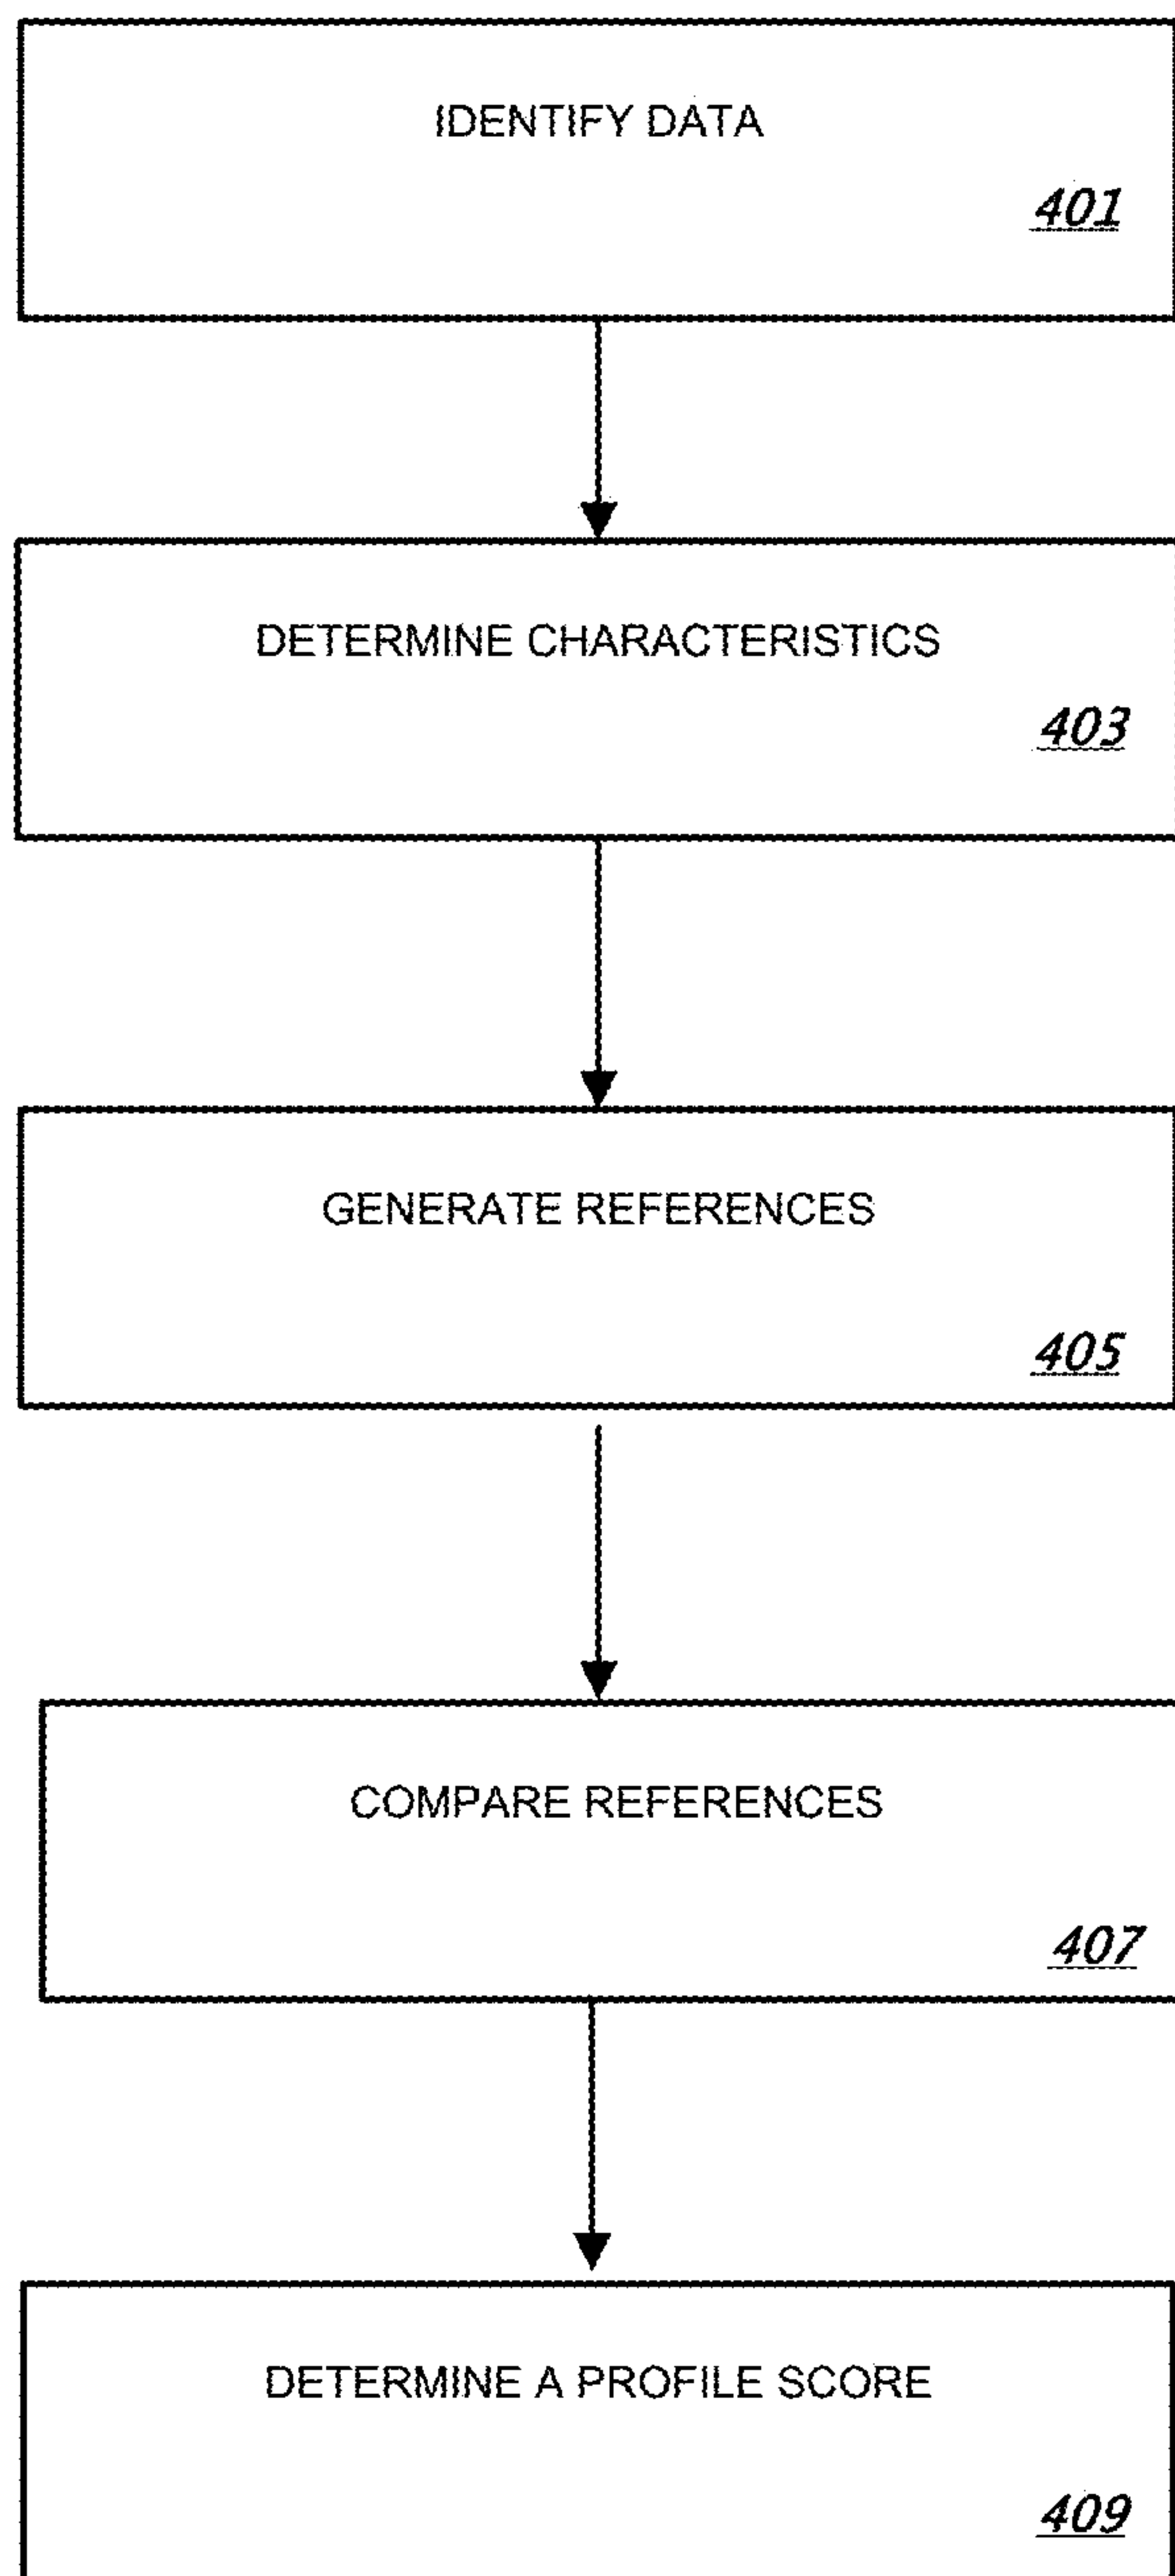 IDENTIFY DATA
401
DETERMINE CHARACTERISTICS
403
GENERATE REFERENCES
405
COMPARE REFERENCES
407
DETERMINE A PROFILE SCORE
409